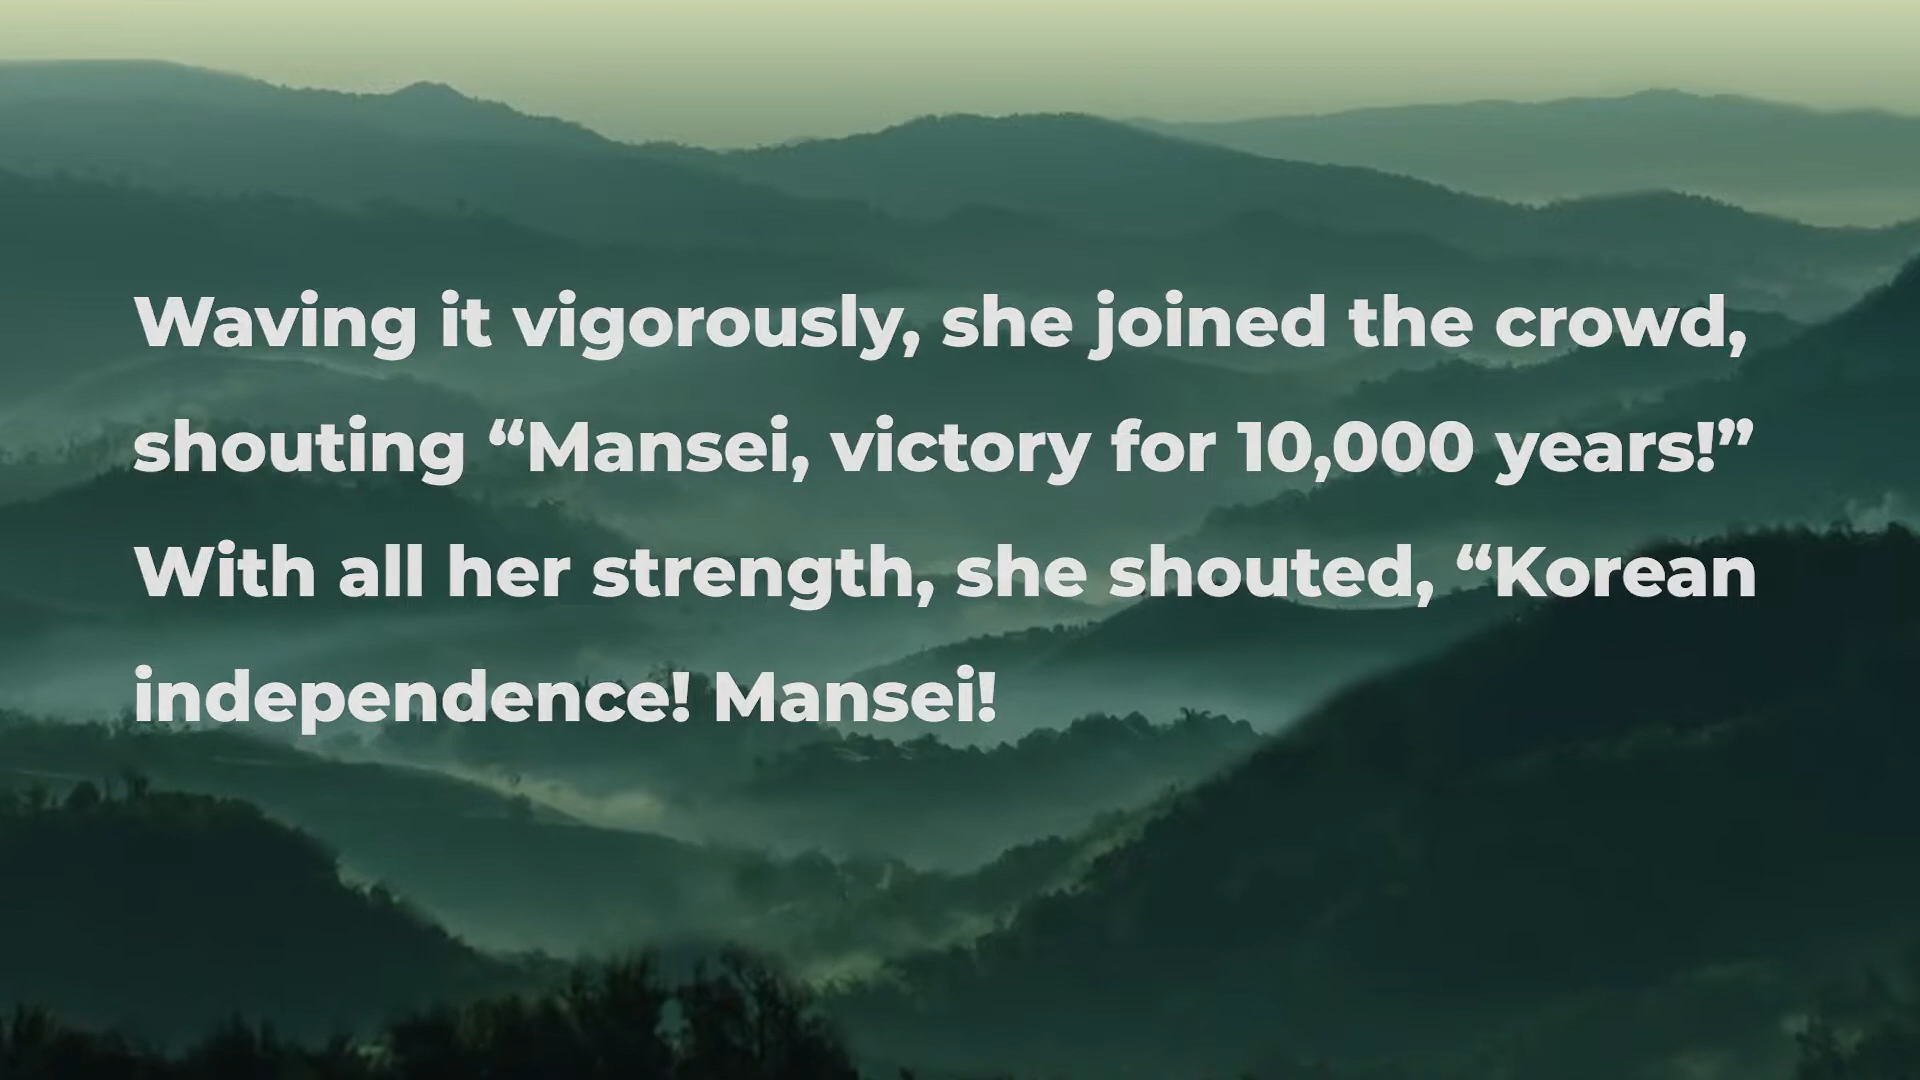 Waving it vigorously, she joined the crowd,
shouting “Mansei, victory for 10,000 years!”
With all her strength, she shouted, “Korean
independence! Mansei!